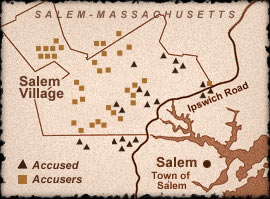 SALEM-MASSACHUSETTS
Salem
Village
Ipswich Road
Accused
Accusers
Salem
Town of
Salem